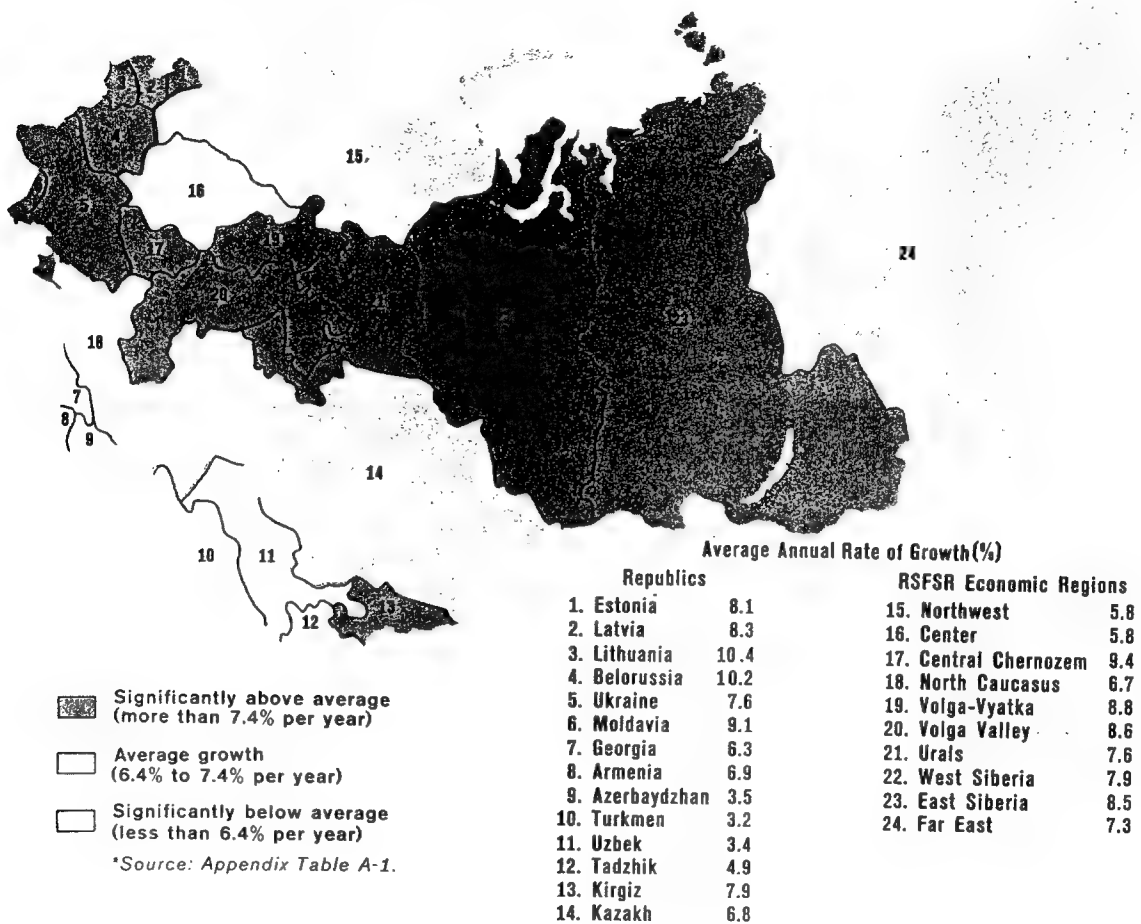 1
4
15.
16
5
17
19
20
24
23
18
7
8
9
14
10
11
12
13
Average Annual Rate of Growth(%)
Republics
1. Estonia 8.1
2. Latvia 8.3
3. Lithuania 10.4
4. Belorussia 10.2
5. Ukraine 7.6
6. Moldavia 9.1
7. Georgia 6.3
8. Armenia 6.9
9. Azerbaydzhan 3.5
10. Turkmen 3.2
11. Uzbek 3.4
12. Tadzhik 4.9
13. Kirgiz 7.9
14. Kazakh 6.8
RSFSR Economic Regions
15. Northwest 5.8
16. Center 5.8
17. Central Chernozem 9.4
18. North Caucasus 6.7
19. Volga-Vyatka 8.8
20. Volga Valley 8.6
21. Urals 7.6
22. West Siberia 7.9
23. East Siberia 8.5
24. Far East 7.3
Significantly above average
(more than 7.4% per year)
Average growth
(6.4% to 7.4% per year)
Significantly below average
(less than 6.4% per year)
*Source: Appendix Table A-1.